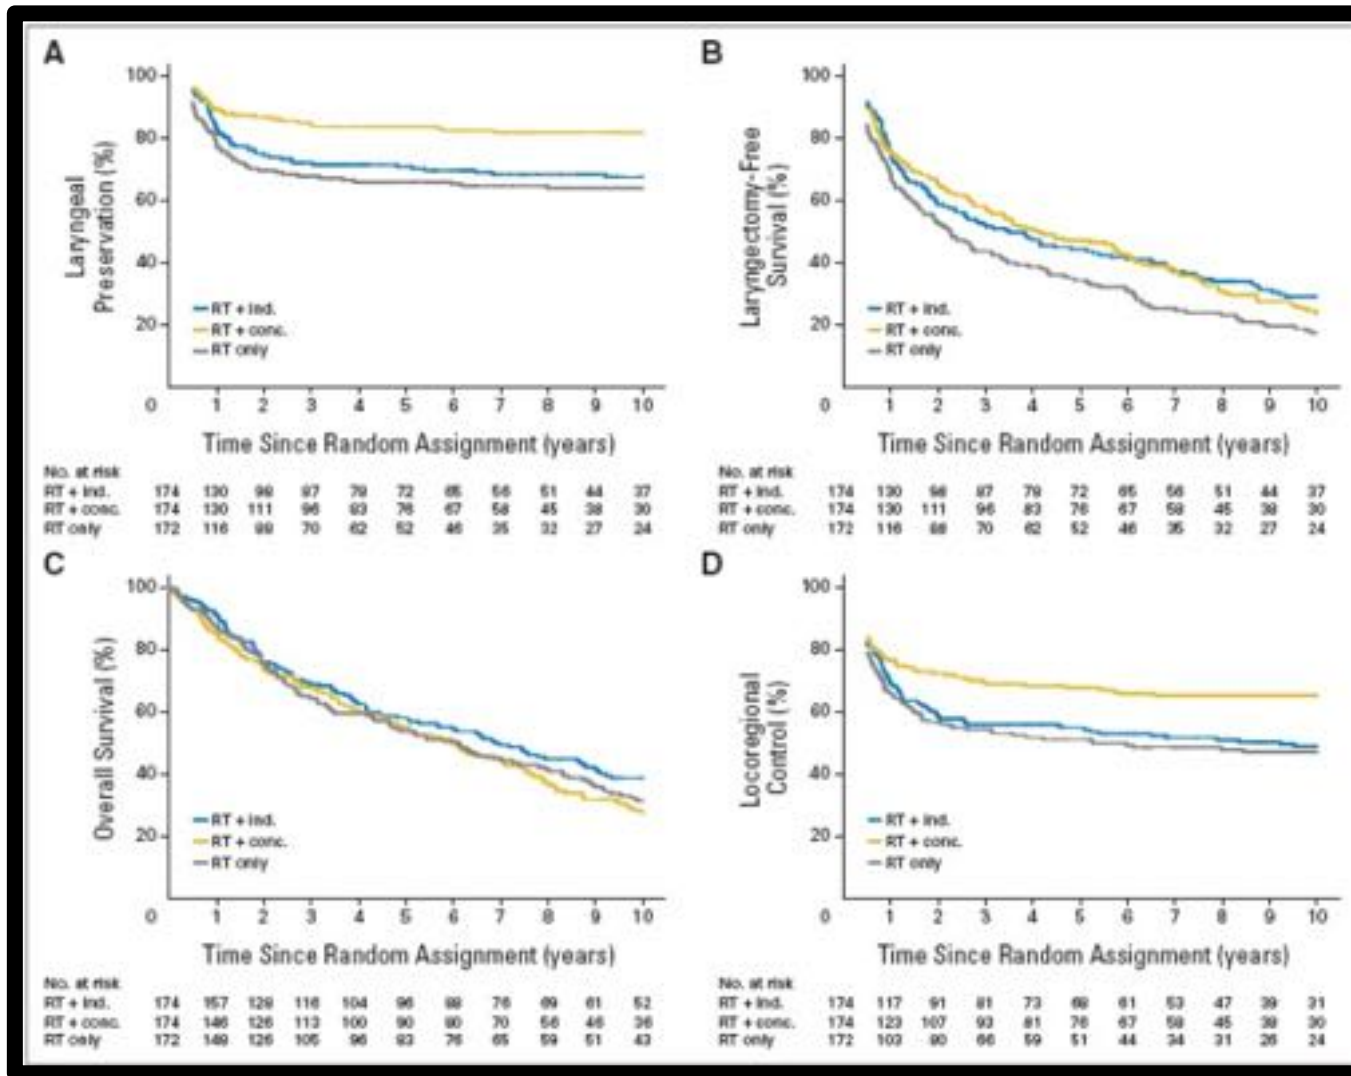 A
Laryngeal
Preservation (%)
100
80
60
40
20
RT + ind.
RT + conc.
RT only
0 1 2 3 4 5 6 7 8 9 10
Time Since Random Assignment (years)
No. at risk
RT + ind. 174 130 98 87 79 72 65 56 51 44 37
RT + conc. 174 130 111 96 83 76 67 58 45 38 30
RT only 172 116 88 70 62 52 46 35 32 27 24
B
Laryngectomy-Free
Survival (%)
100
80
60
40
20
RT + ind.
RT + conc.
RT only
0 1 2 3 4 5 6 7 8 9 10
Time Since Random Assignment (years)
No. at risk
RT + ind. 174 130 98 87 79 72 65 56 51 44 37
RT + conc. 174 130 111 96 83 76 67 58 45 38 30
RT only 172 116 88 70 62 52 46 35 32 27 24
C
Overall Survival (%)
100
80
60
40
20
RT + ind.
RT + conc.
RT only
0 1 2 3 4 5 6 7 8 9 10
Time Since Random Assignment (years)
No. at risk
RT + ind. 174 157 128 116 104 96 88 76 69 61 52
RT + conc. 174 146 126 113 100 90 80 70 56 46 36
RT only 172 148 126 105 96 83 76 65 59 51 43
D
Locoregional
Control (%)
100
80
60
40
20
RT + ind.
RT + conc.
RT only
0 1 2 3 4 5 6 7 8 9 10
Time Since Random Assignment (years)
No. at risk
RT + ind. 174 117 91 81 73 68 61 53 47 39 31
RT + conc. 174 123 107 93 81 76 67 58 45 38 30
RT only 172 103 80 66 59 51 44 34 31 26 24